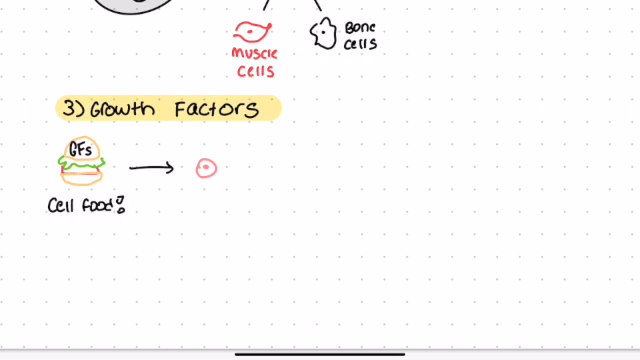 Muscle
cells
Bone
cells
3) Growth Factors
GFs
Cell food!